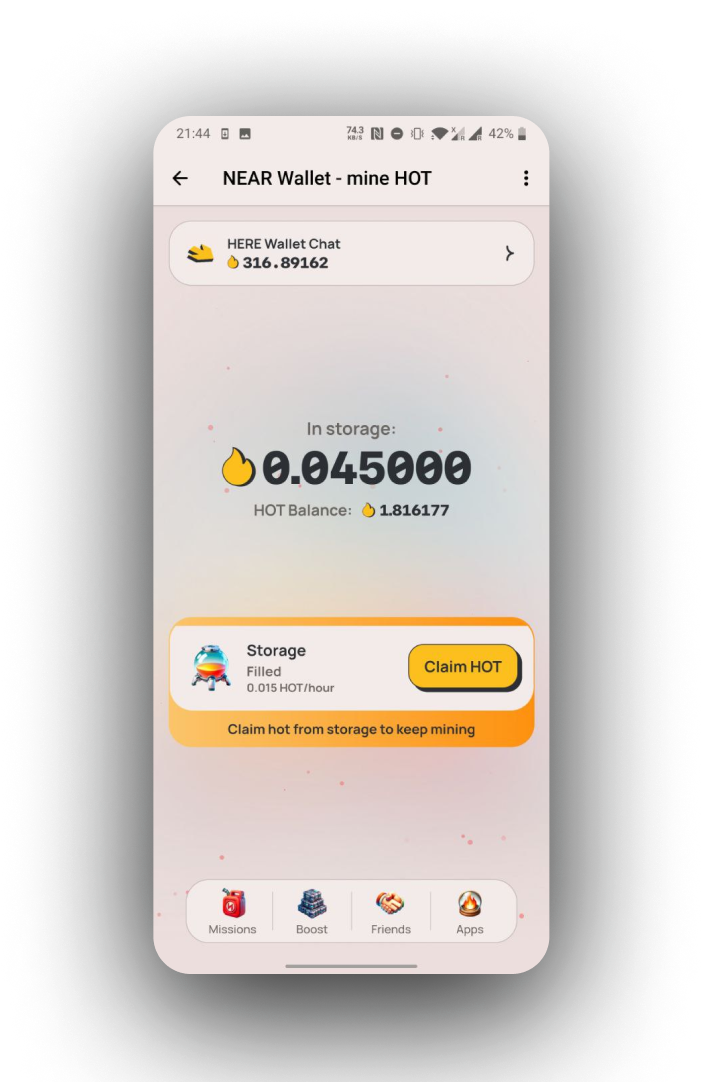 21:44 74.3 KB/S 42%
NEAR Wallet - mine HOT
HERE Wallet Chat
316.89162
In storage:
0.045000
HOT Balance: 1.816177
Storage
Filled
0.015 HOT/hour
Claim HOT
Claim hot from storage to keep mining
Missions Boost Friends Apps